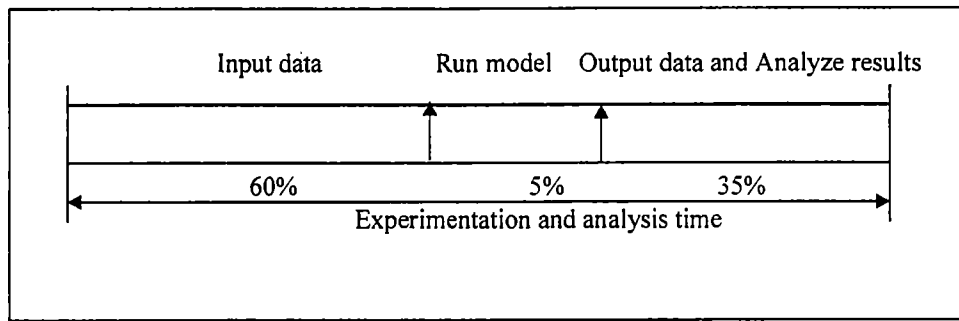 Input data Run model Output data and Analyze results
60% 5% 35%
Experimentation and analysis time